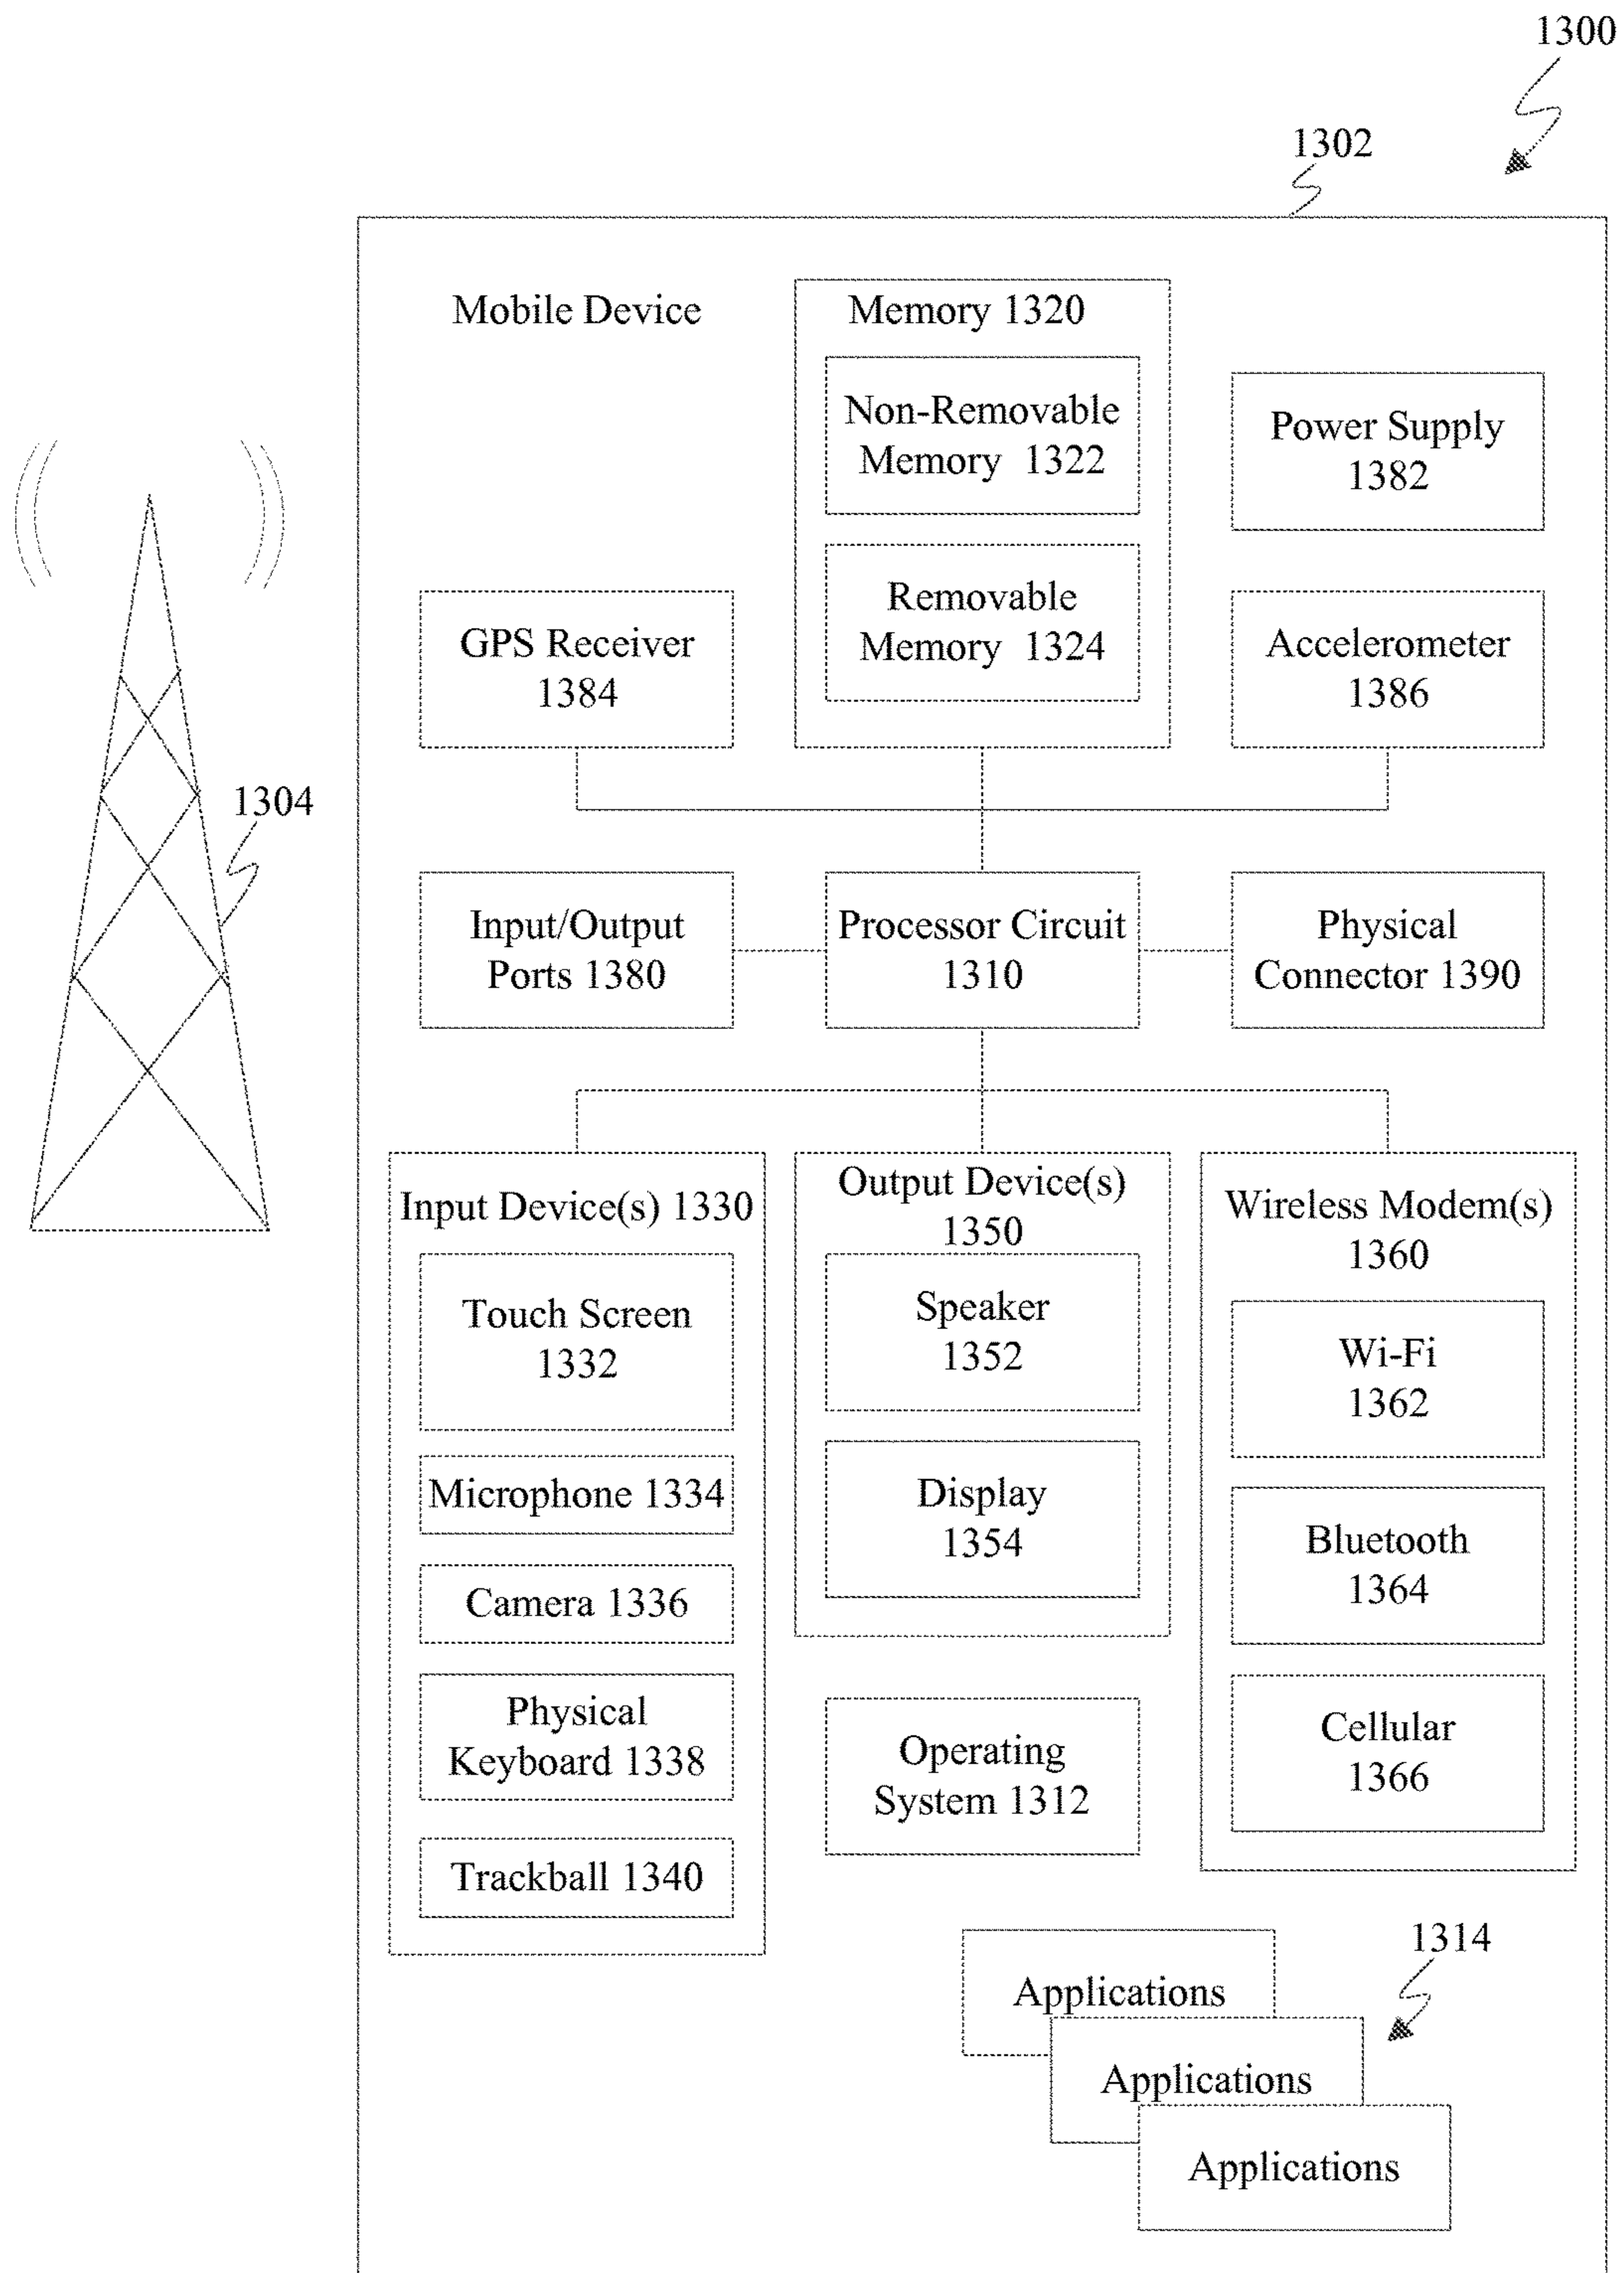 1300
1302
Mobile Device
Memory 1320
Non-Removable
Memory 1322
Power Supply
1382
Removable
Memory 1324
GPS Receiver
1384
Accelerometer
1386
1304
Input/Output
Ports 1380
Processor Circuit
1310
Physical
Connector 1390
Input Device(s) 1330
Touch Screen
1332
Microphone 1334
Camera 1336
Physical
Keyboard 1338
Trackball 1340
Output Device(s)
1350
Speaker
1352
Display
1354
Operating
System 1312
Wireless Modem(s)
1360
Wi-Fi
1362
Bluetooth
1364
Cellular
1366
1314
Applications
Applications
Applications